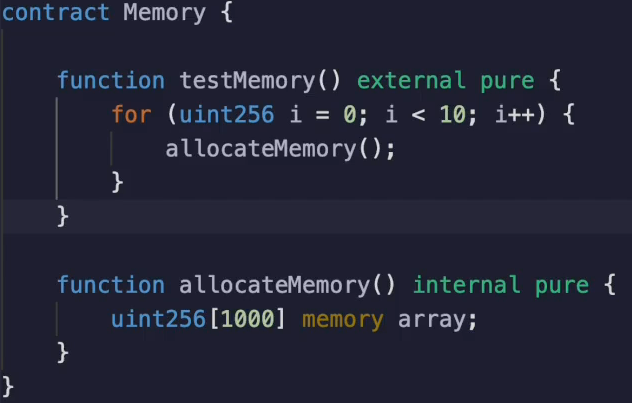 contract Memory {
    function testMemory() external pure {
        for (uint256 i = 0; i < 10; i++) {
            allocateMemory();
        }
    }
    function allocateMemory() internal pure {
        uint256[1000] memory array;
    }
}